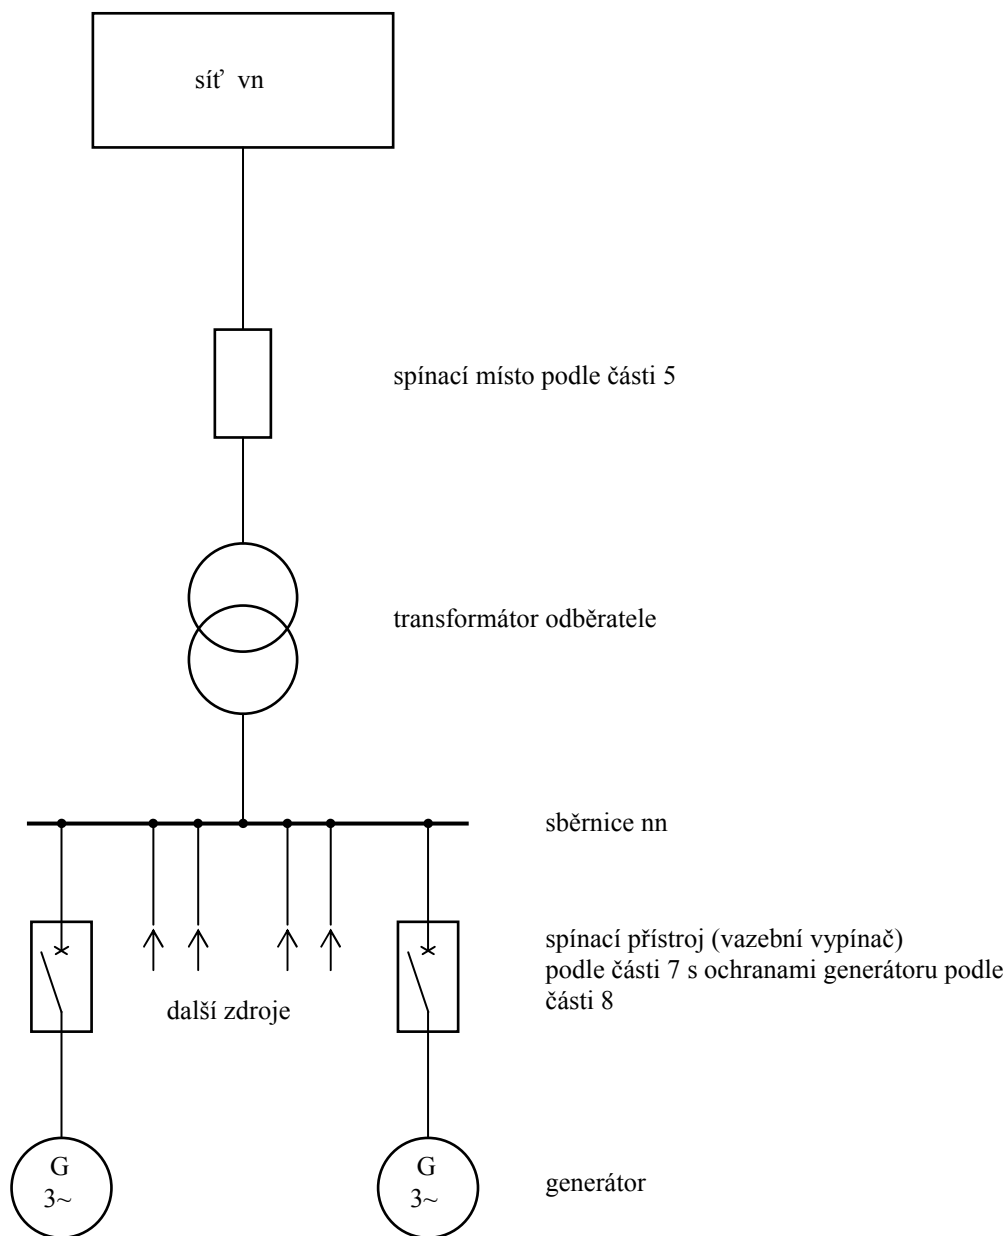 síť vn
spínací místo podle části 5
transformátor odběratele
sběrnice nn
spínací přístroj (vazební vypínač)
podle části 7 s ochranami generátoru podle
části 8
další zdroje
G
3~
G
3~
generátor